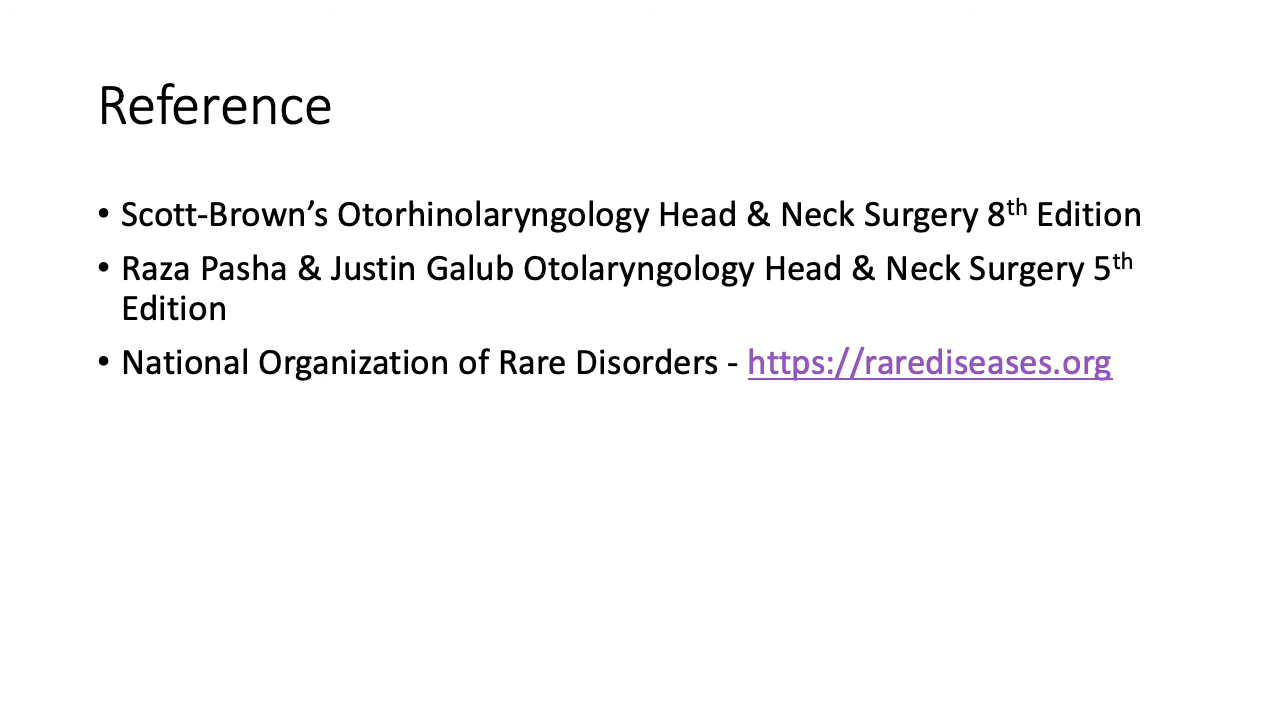 Reference
• Scott-Brown’s Otorhinolaryngology Head & Neck Surgery 8th Edition
• Raza Pasha & Justin Galub Otolaryngology Head & Neck Surgery 5th
Edition
• National Organization of Rare Disorders - https://rarediseases.org